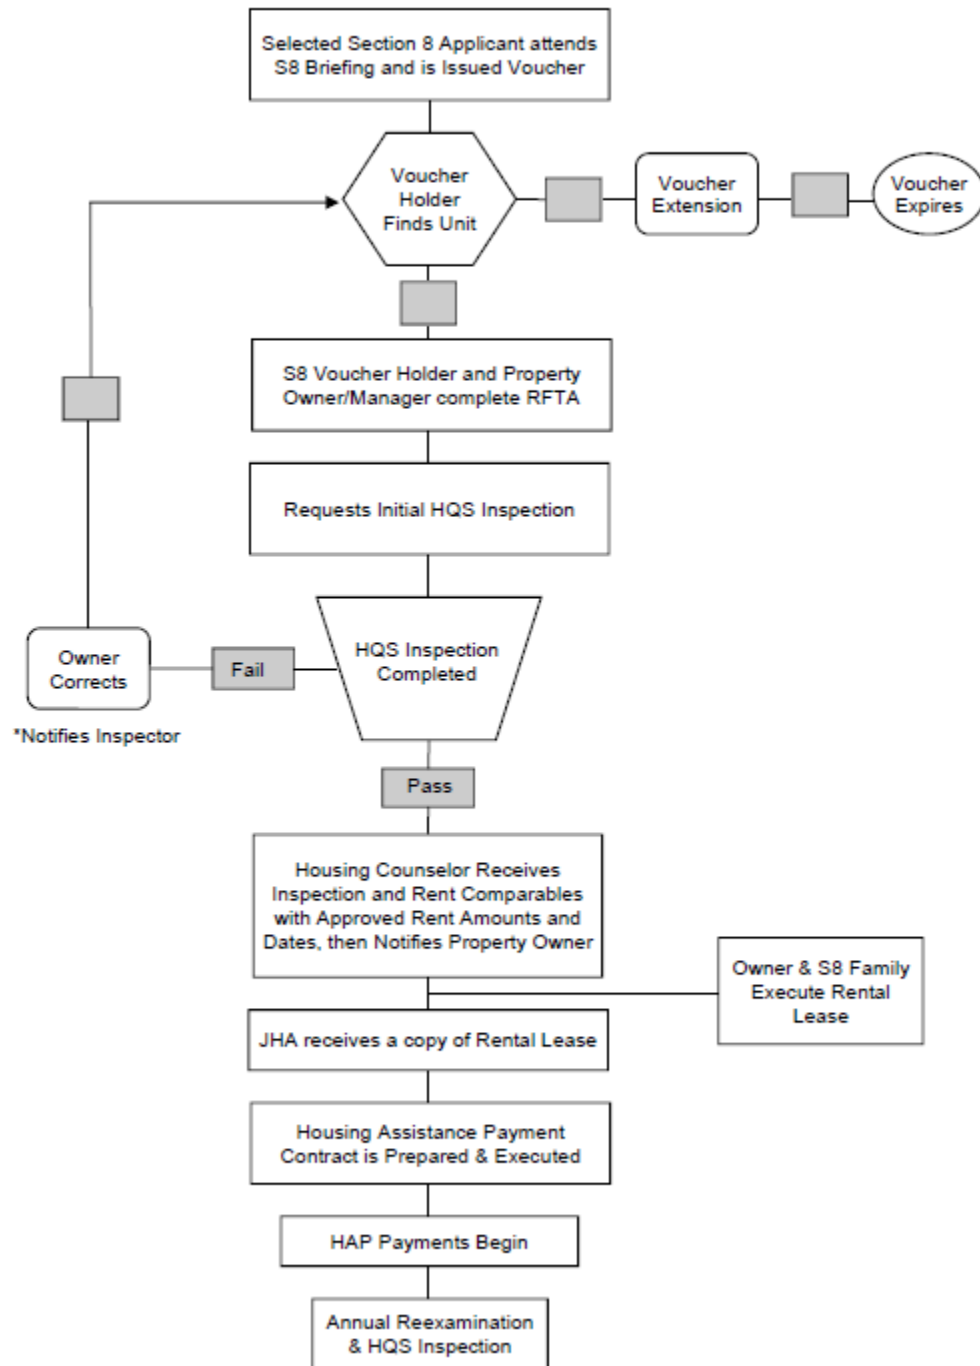 Selected Section 8 Applicant attends
S8 Briefing and is Issued Voucher
Voucher
Holder
Finds Unit
Voucher
Extension
Voucher
Expires
S8 Voucher Holder and Property
Owner/Manager complete RFTA
Requests Initial HQS Inspection
HQS Inspection
Completed
Fail
Owner
Corrects
*Notifies Inspector
Pass
Housing Counselor Receives
Inspection and Rent Comparables
with Approved Rent Amounts and
Dates, then Notifies Property Owner
Owner & S8 Family
Execute Rental
Lease
JHA receives a copy of Rental Lease
Housing Assistance Payment
Contract is Prepared & Executed
HAP Payments Begin
Annual Reexamination
& HQS Inspection